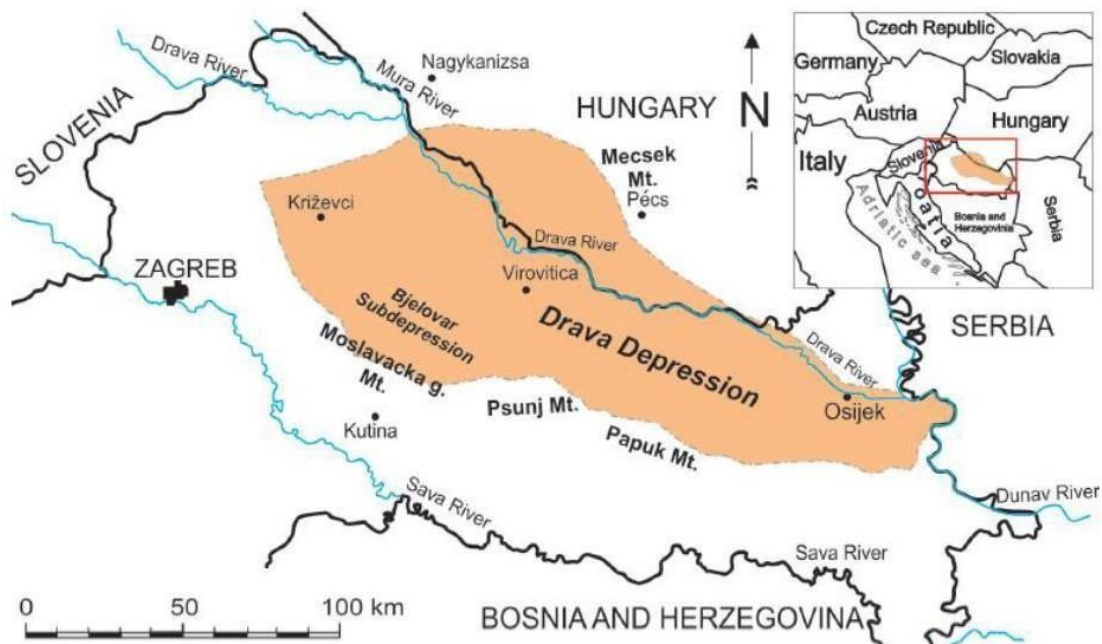 Drava River
Mura River
Nagykanizsa
SLOVENIA
HUNGARY
N
Mecsek
Mt.
Pécs
Križevci
Drava River
ZAGREB
Virovitica
Bjelovar
Subdepression
Drava Depression
Moslavacka g.
Mt.
Psunj Mt.
Papuk Mt.
Kutina
Drava River
Osijek
SERBIA
Sava River
Dunav River
Sava River
BOSNIA AND HERZEGOVINA
0 50 100 km
Czech Republic
Germany
Slovakia
Austria
Hungary
Italy
Slovenia
oatia
Bosnia and
Herzegovinia
Serbia
Adriatic sea